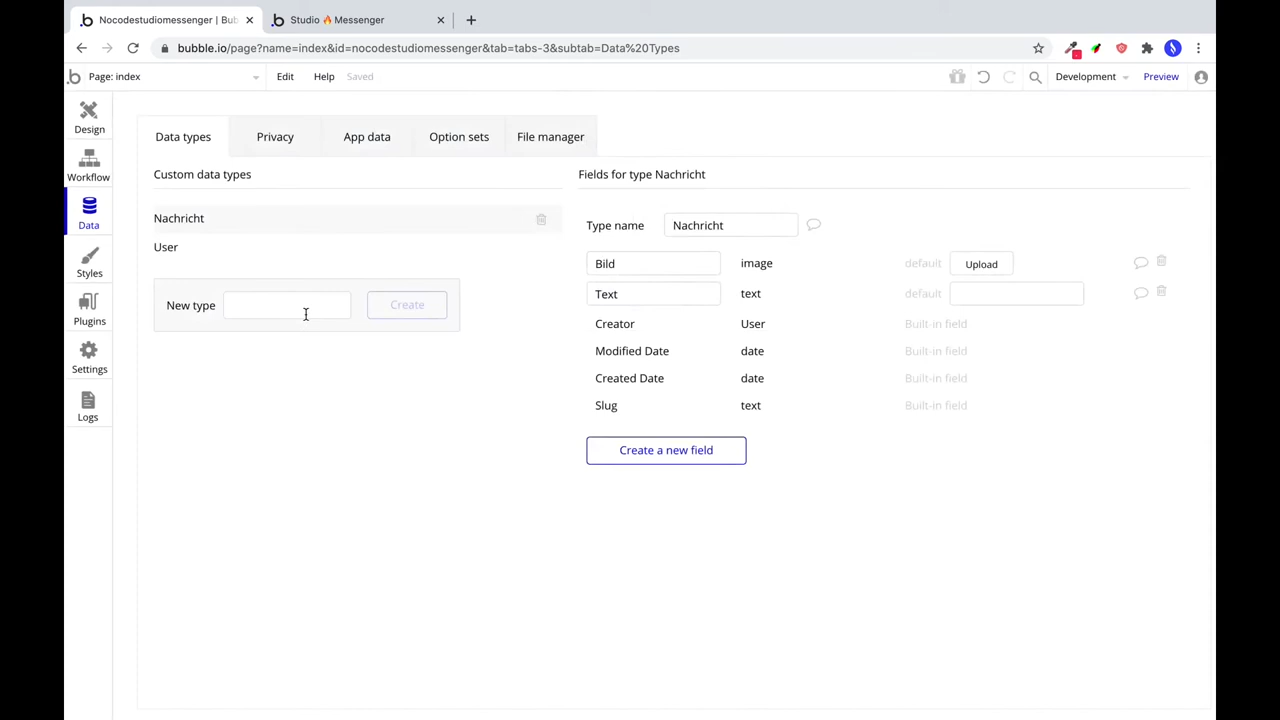 Nocodestudiomessenger | Bub
Studio 🔥 Messenger
bubble.io/page?name=index&id=nocodestudiomessenger&tab=tabs-3&subtab=Data%20Types
Page: index
Edit
Help
Saved
Development
Preview
Design
Workflow
Data
Styles
Plugins
Settings
Logs
Data types
Privacy
App data
Option sets
File manager
Custom data types
Nachricht
User
New type
Create
Fields for type Nachricht
Type name Nachricht
Bild image default Upload
Text text default
Creator User Built-in field
Modified Date date Built-in field
Created Date date Built-in field
Slug text Built-in field
Create a new field